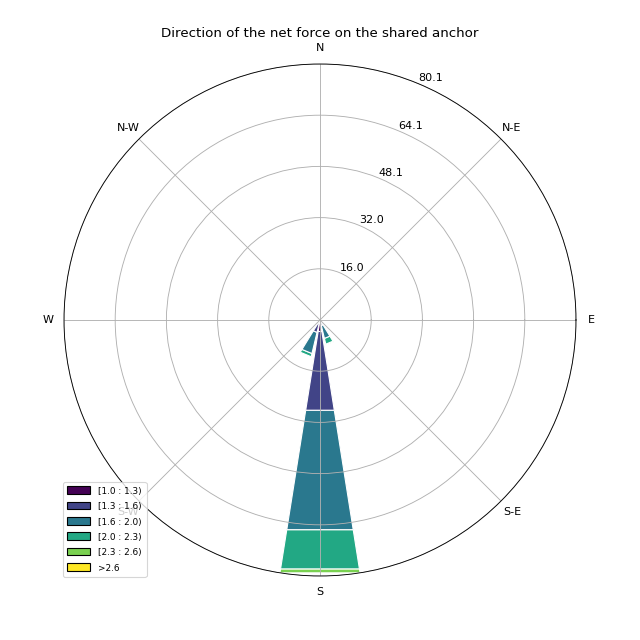 Direction of the net force on the shared anchor
N
80.1
N-W
N-E
64.1
48.1
32.0
16.0
W
E
[1.0 : 1.3)
[1.3 : 1.6)
S-W
S-E
[1.6 : 2.0)
[2.0 : 2.3)
[2.3 : 2.6)
>2.6
S